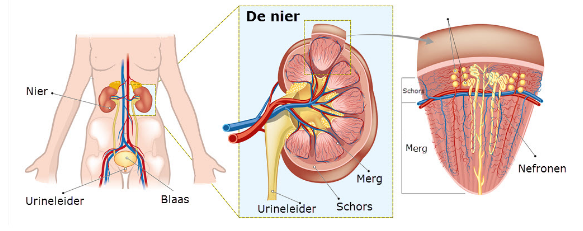 De nier
Nier
Urineleider
Blaas
Urineleider
Schors
Merg
Schors
Merg
Nefronen